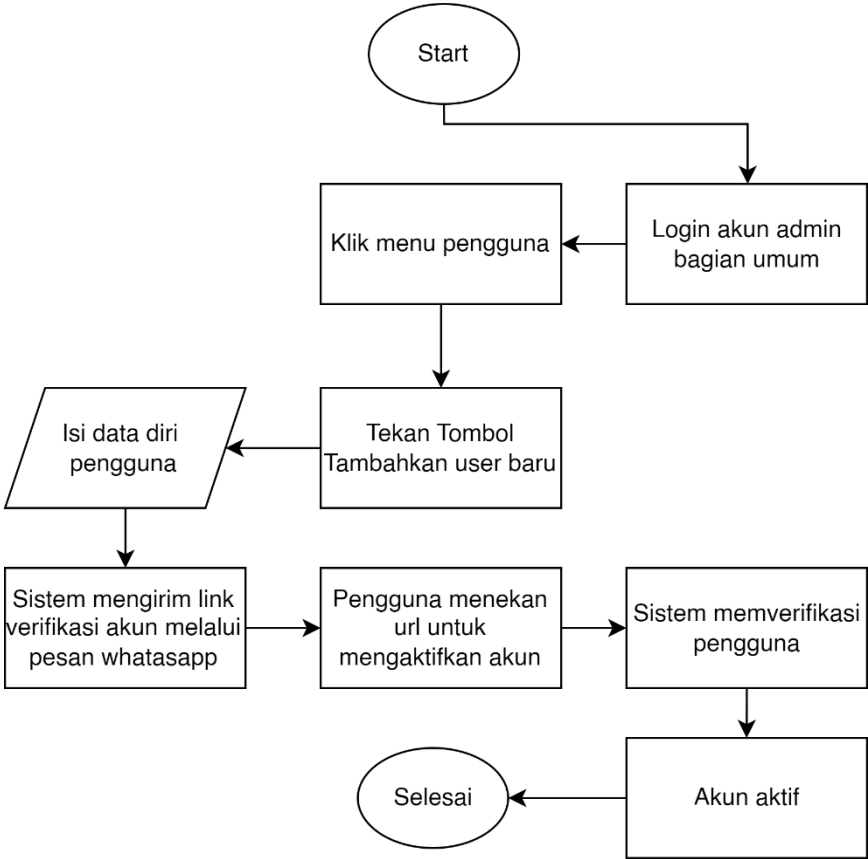 Start
Login akun admin
bagian umum
Klik menu pengguna
Tekan Tombol
Tambahkan user baru
Isi data diri
pengguna
Sistem mengirim link
verifikasi akun melalui
pesan whatasapp
Pengguna menekan
url untuk
mengaktifkan akun
Sistem memverifikasi
pengguna
Akun aktif
Selesai